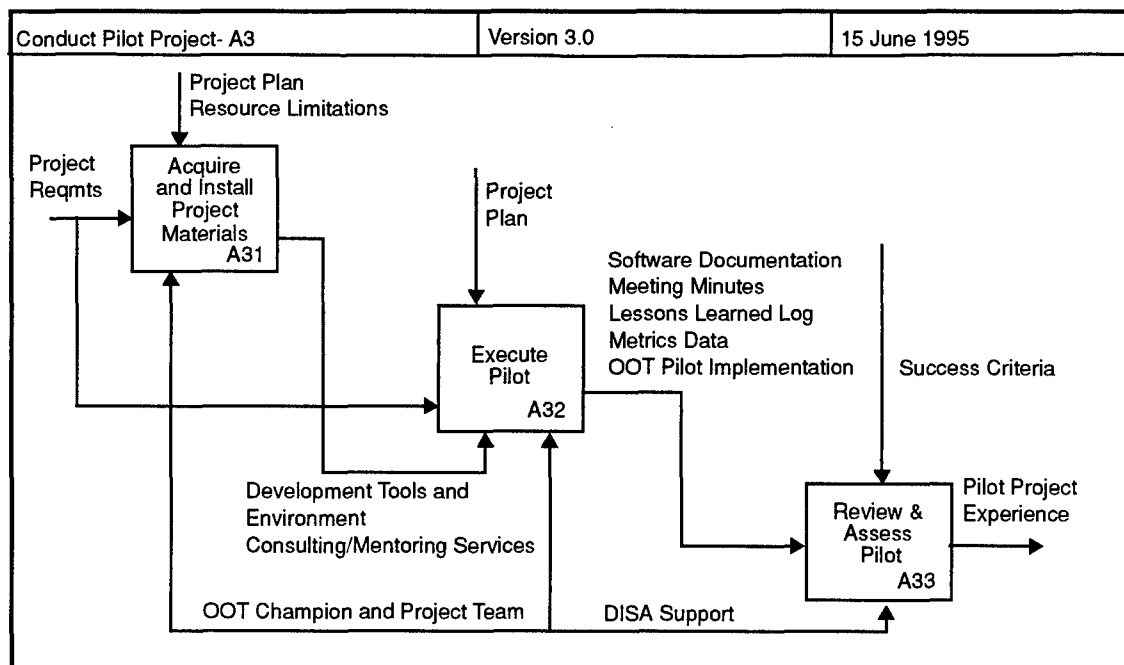 Conduct Pilot Project- A3
Version 3.0
15 June 1995
Project Plan
Resource Limitations
Project
Reqmts
Acquire
and Install
Project
Materials
A31
Project
Plan
Software Documentation
Meeting Minutes
Lessons Learned Log
Metrics Data
OOT Pilot Implementation
Execute
Pilot
A32
Success Criteria
Development Tools and
Environment
Consulting/Mentoring Services
Review &
Assess
Pilot
A33
Pilot Project
Experience
OOT Champion and Project Team
DISA Support